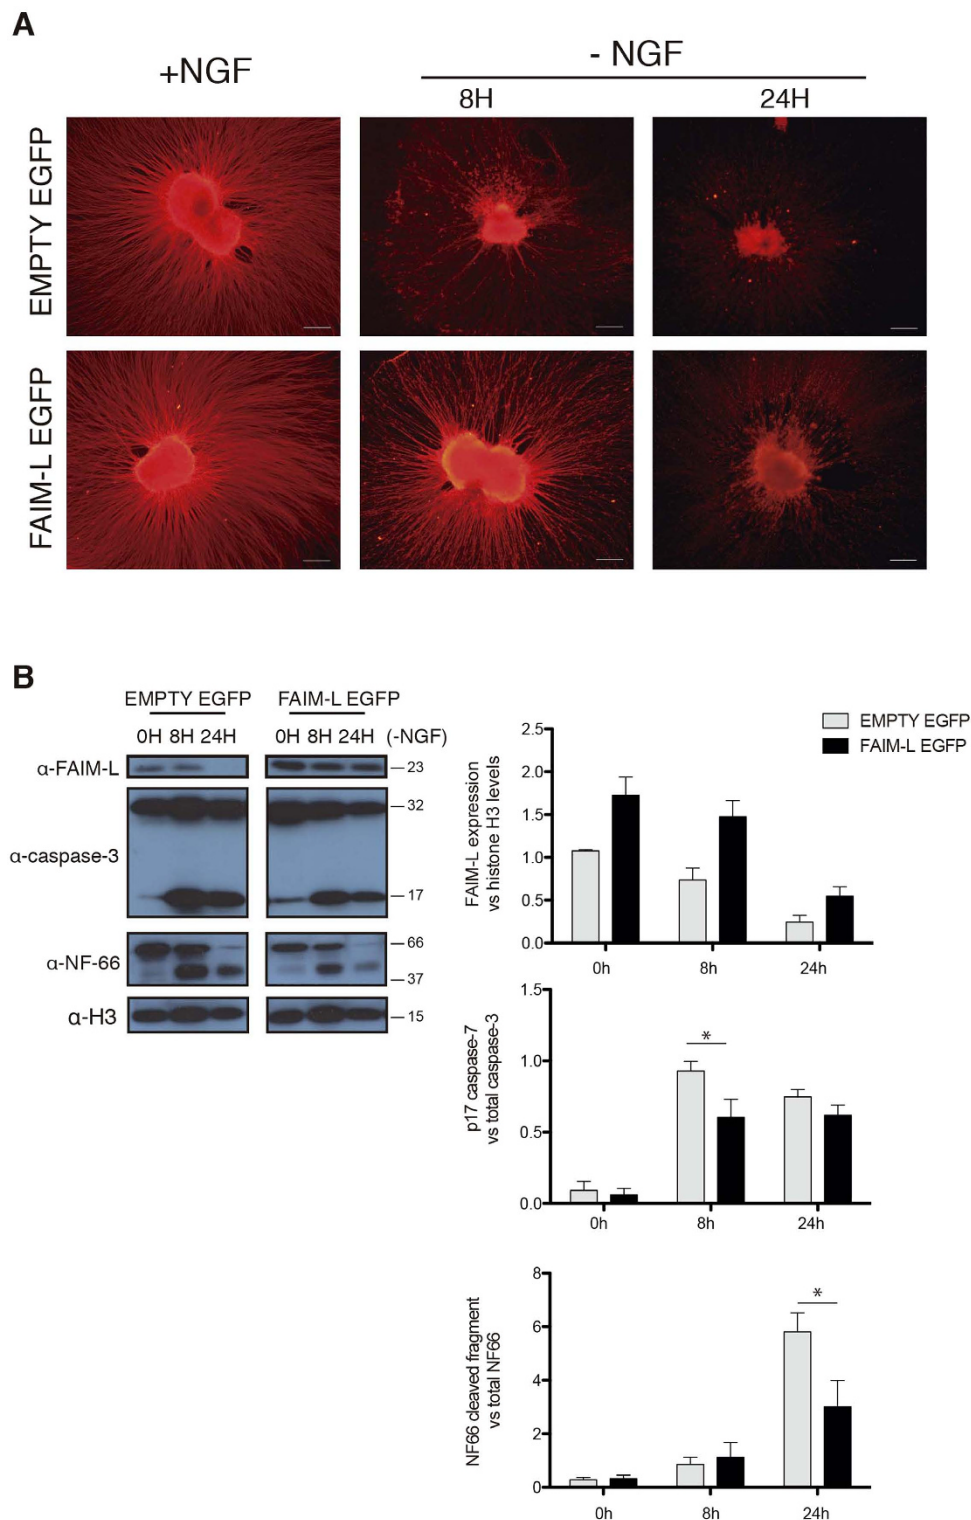 A
+NGF
- NGF
8H
24H
EMPTY EGFP
FAIM-L EGFP
B
EMPTY EGFP
FAIM-L EGFP
0H 8H 24H
0H 8H 24H (-NGF)
α-FAIM-L
23
32
α-caspase-3
17
α-NF-66
66
37
α-H3
15
EMPTY EGFP
FAIM-L EGFP
FAIM-L expression
vs histone H3 levels
2.5
2.0
1.5
1.0
0.5
0.0
0h
8h
24h
p17 caspase-7
vs total caspase-3
1.5
1.0
0.5
0.0
*
0h
8h
24h
NF66 cleaved fragment
vs total NF66
8
6
4
2
0
*
0h
8h
24h